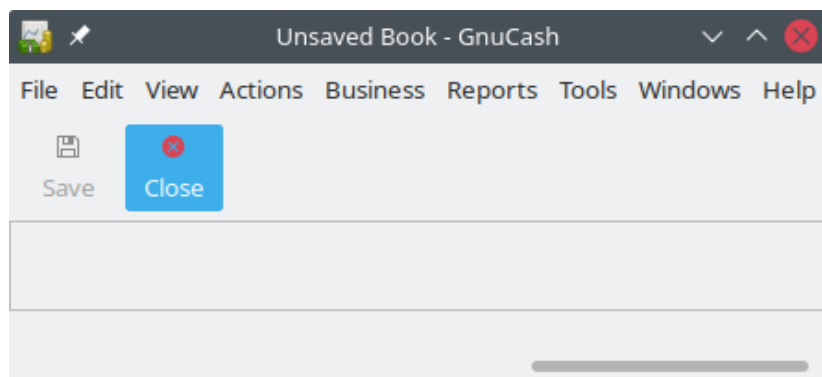 Unsaved Book - GnuCash
File Edit View Actions Business Reports Tools Windows Help
Save Close